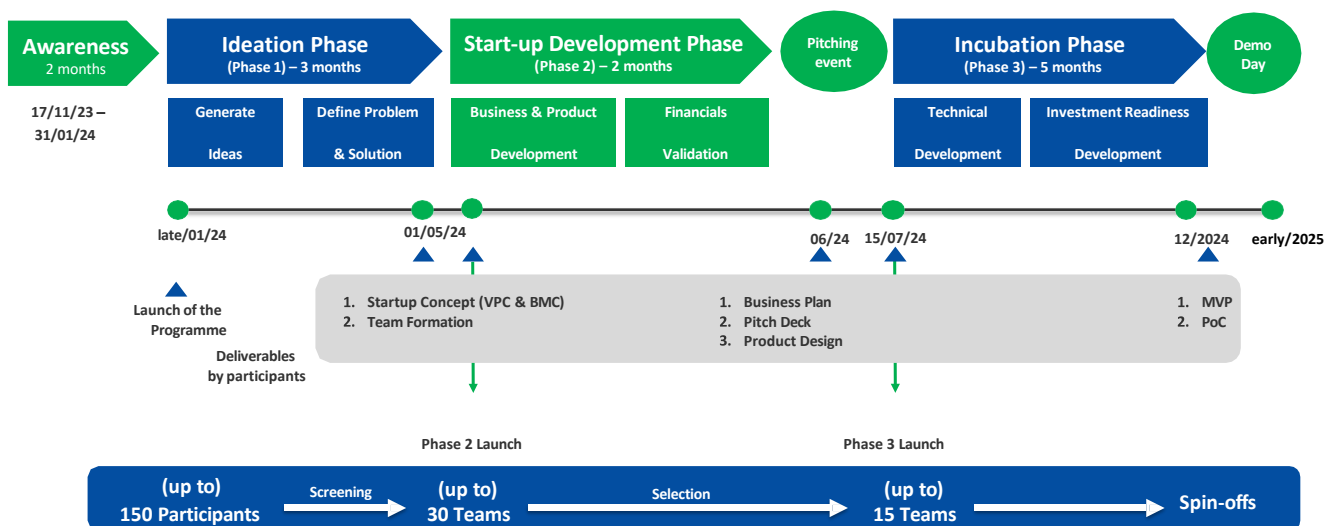 Awareness
2 months
Ideation Phase
(Phase 1) – 3 months
Start-up Development Phase
(Phase 2) – 2 months
Pitching
event
Incubation Phase
(Phase 3) – 5 months
Demo
Day
17/11/23 –
31/01/24
Generate
Ideas
Define Problem
& Solution
Business & Product
Development
Financials
Validation
Technical
Development
Investment Readiness
Development
late/01/24
01/05/24
06/24
15/07/24
12/2024
early/2025
Launch of the
Programme
Deliverables
by participants
1. Startup Concept (VPC & BMC)
2. Team Formation
1. Business Plan
2. Pitch Deck
3. Product Design
1. MVP
2. PoC
Phase 2 Launch
Phase 3 Launch
(up to)
150 Participants
Screening
(up to)
30 Teams
Selection
(up to)
15 Teams
Spin-offs